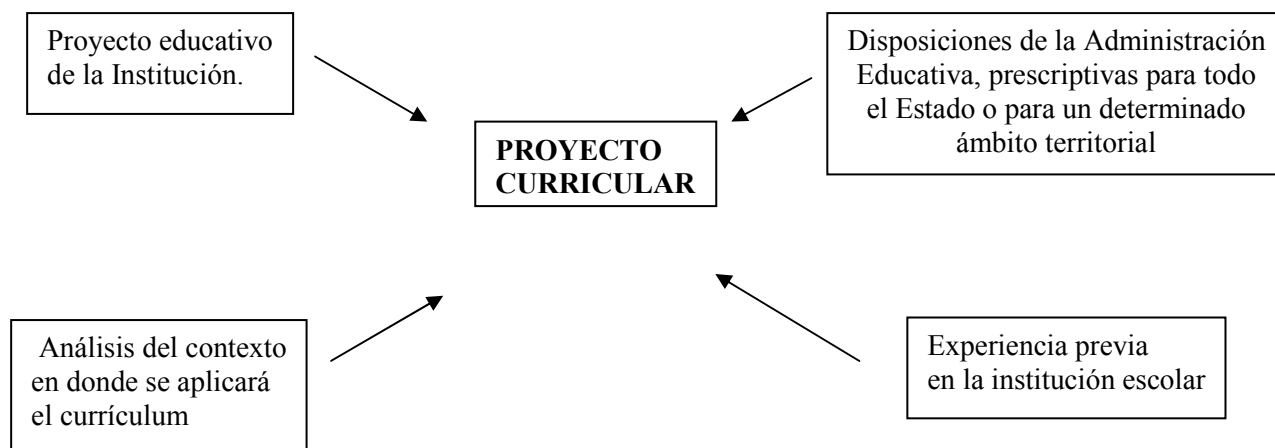 Proyecto educativo
de la Institución.
Disposiciones de la Administración
Educativa, prescriptivas para todo
el Estado o para un determinado
ámbito territorial
PROYECTO
CURRICULAR
Análisis del contexto
en donde se aplicará
el currículum
Experiencia previa
en la institución escolar